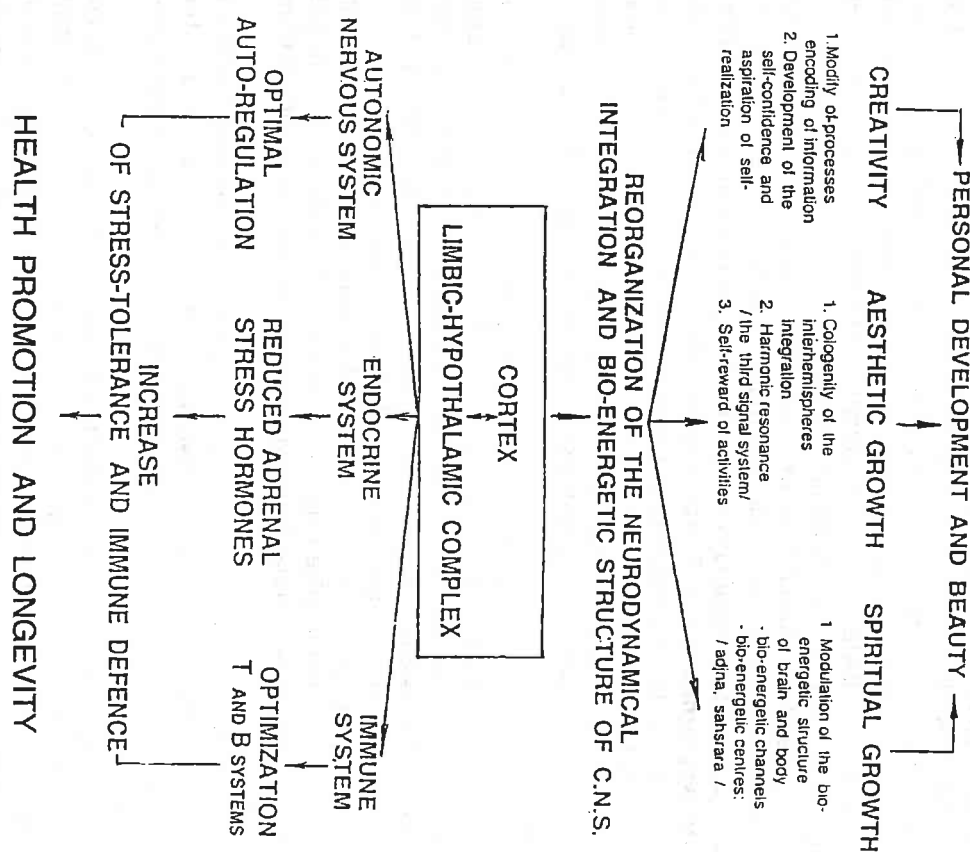 PERSONAL DEVELOPMENT AND BEAUTY
CREATIVITY
AESTHETIC GROWTH
SPIRITUAL GROWTH
1.Modify of processes
encoding of information
2. Development of the
self-confidence and
aspiration of self-
realization
1. Cologenity of the
interhemispheres
integration
2. Harmonic resonance
/ the third signal system/
3. Self-reward of activities
1 Modulation of the bio-
energetic structure
of brain and body
- bio-energetic channels
- bio-energetic centres:
/ adjna, sahsrara /
REORGANIZATION OF THE NEURODYNAMICAL
INTEGRATION AND BIO-ENERGETIC STRUCTURE OF C.N.S.
CORTEX
LIMBIC-HYPOTHALAMIC COMPLEX
AUTONOMIC
NERVOUS SYSTEM
ENDOCRINE
SYSTEM
IMMUNE
SYSTEM
OPTIMAL
AUTO-REGULATION
REDUCED ADRENAL
STRESS HORMONES
OPTIMIZATION
T AND B SYSTEMS
INCREASE
OF STRESS-TOLERANCE AND IMMUNE DEFENCE
HEALTH PROMOTION AND LONGEVITY